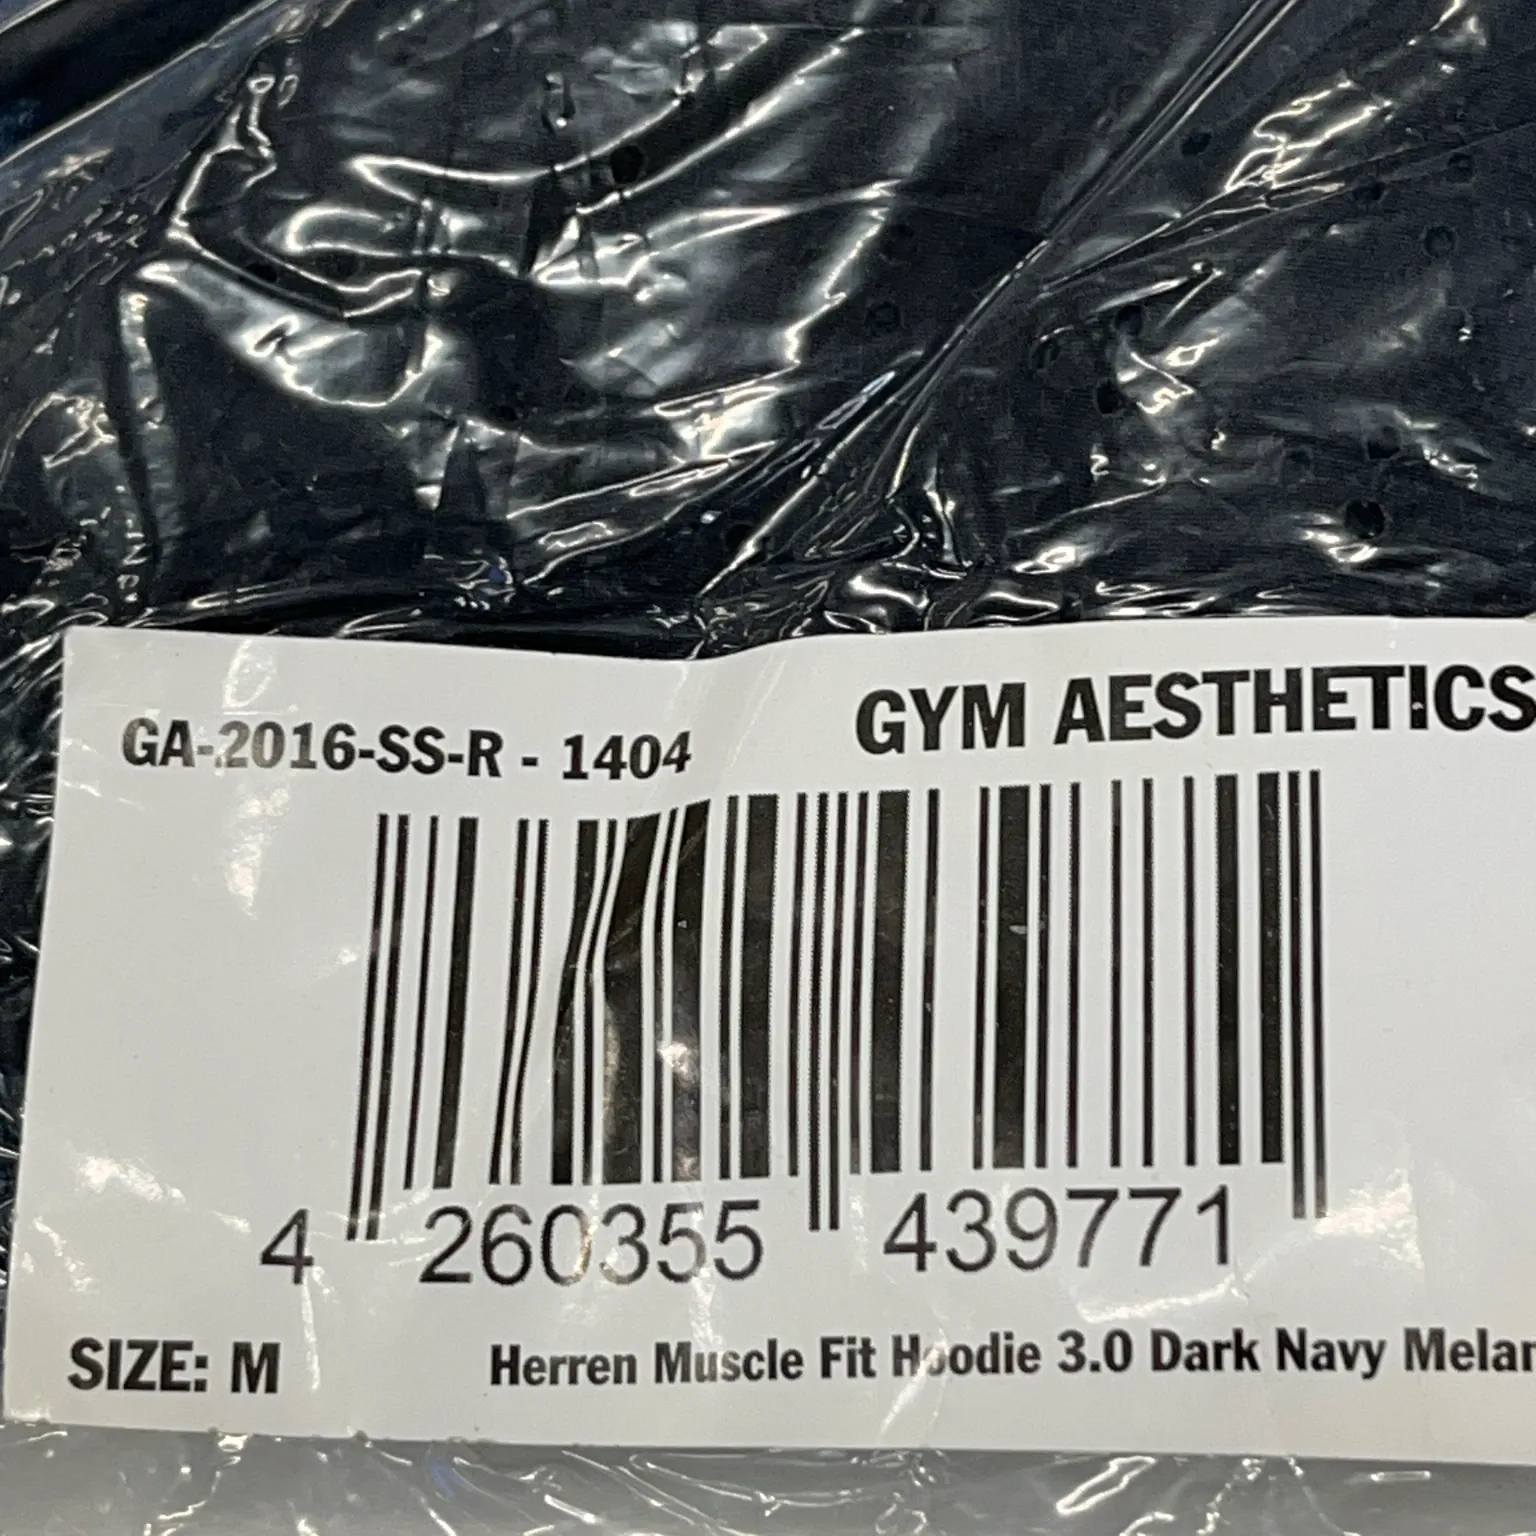 GA-2016-SS-R - 1404
GYM AESTHETICS
4 260355 439771
SIZE: M
Herren Muscle Fit Hoodie 3.0 Dark Navy